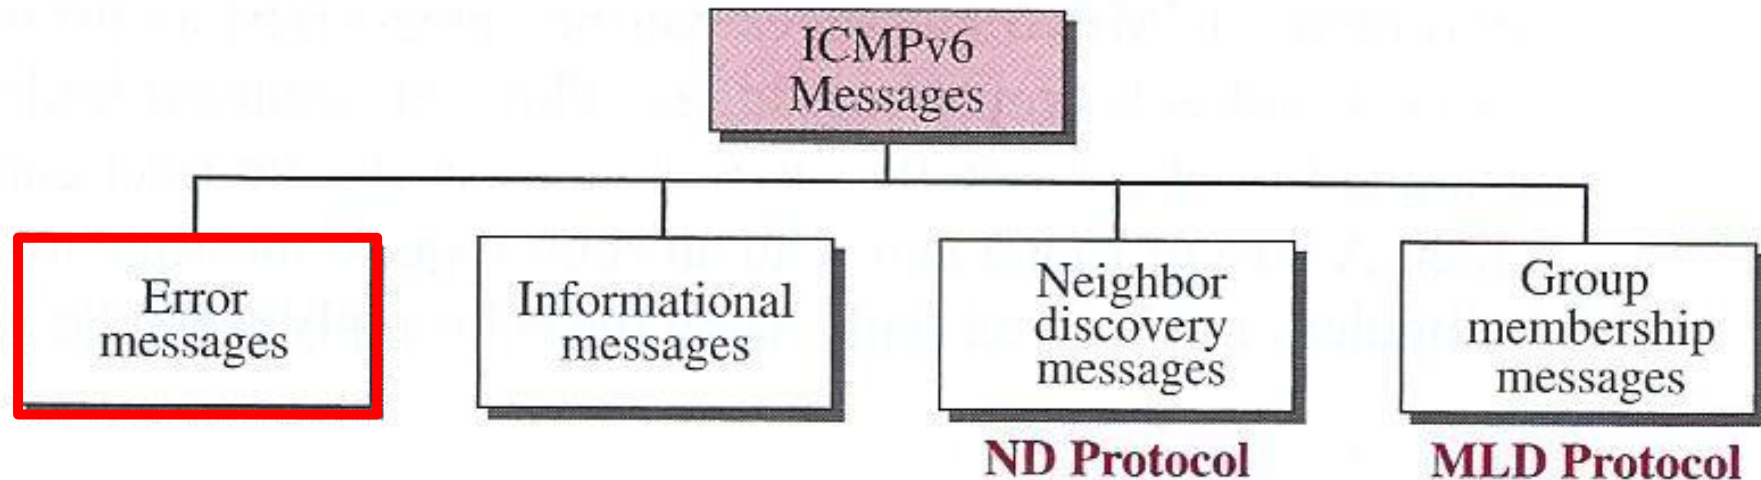 ICMPv6
Messages
Error
messages
Informational
messages
Neighbor
discovery
messages
Group
membership
messages
ND Protocol
MLD Protocol